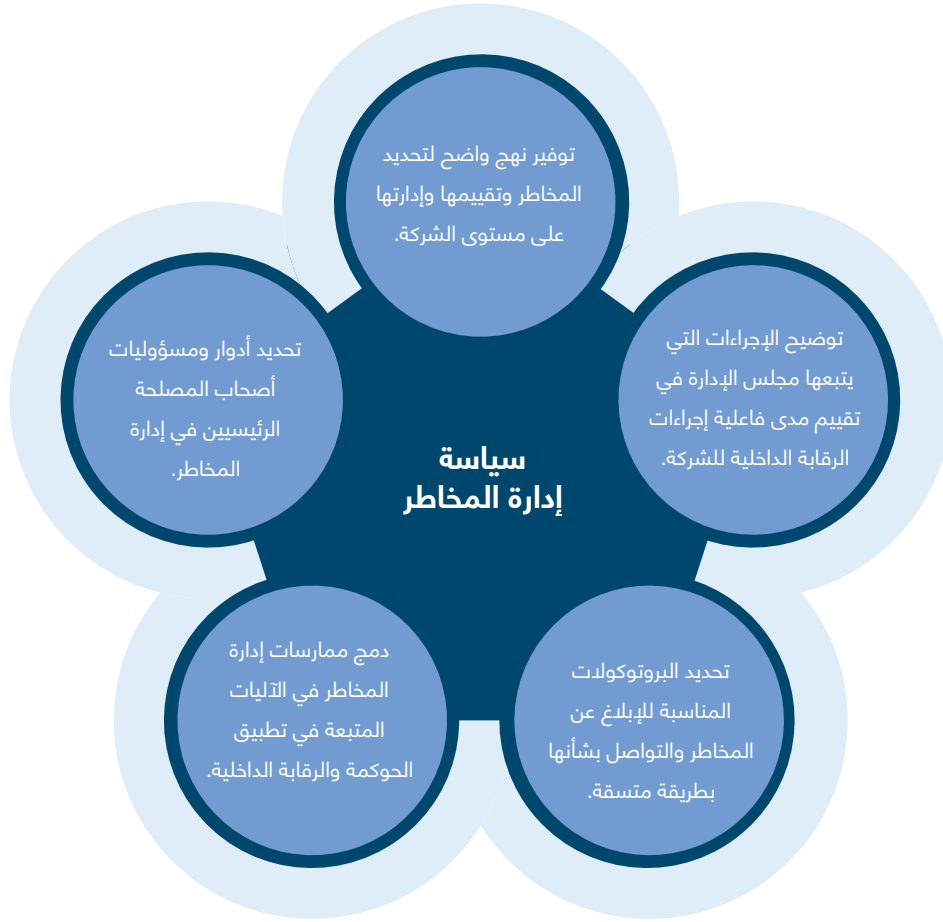 توفير نهج واضح لتحديد
المخاطر وتقييمها وإدارتها
على مستوى الشركة.
توضيح الإجراءات التي
يتبعها مجلس الإدارة في
تقييم مدى فاعلية إجراءات
الرقابة الداخلية للشركة.
تحديد أدوار ومسؤوليات
أصحاب المصلحة
الرئيسيين في إدارة
المخاطر.
سياسة
إدارة المخاطر
تحديد البروتوكولات
المناسبة للإبلاغ عن
المخاطر والتواصل بشأنها
بطريقة متسقة.
دمج ممارسات إدارة
المخاطر في الآليات
المتبعة في تطبيق
الحوكمة والرقابة الداخلية.